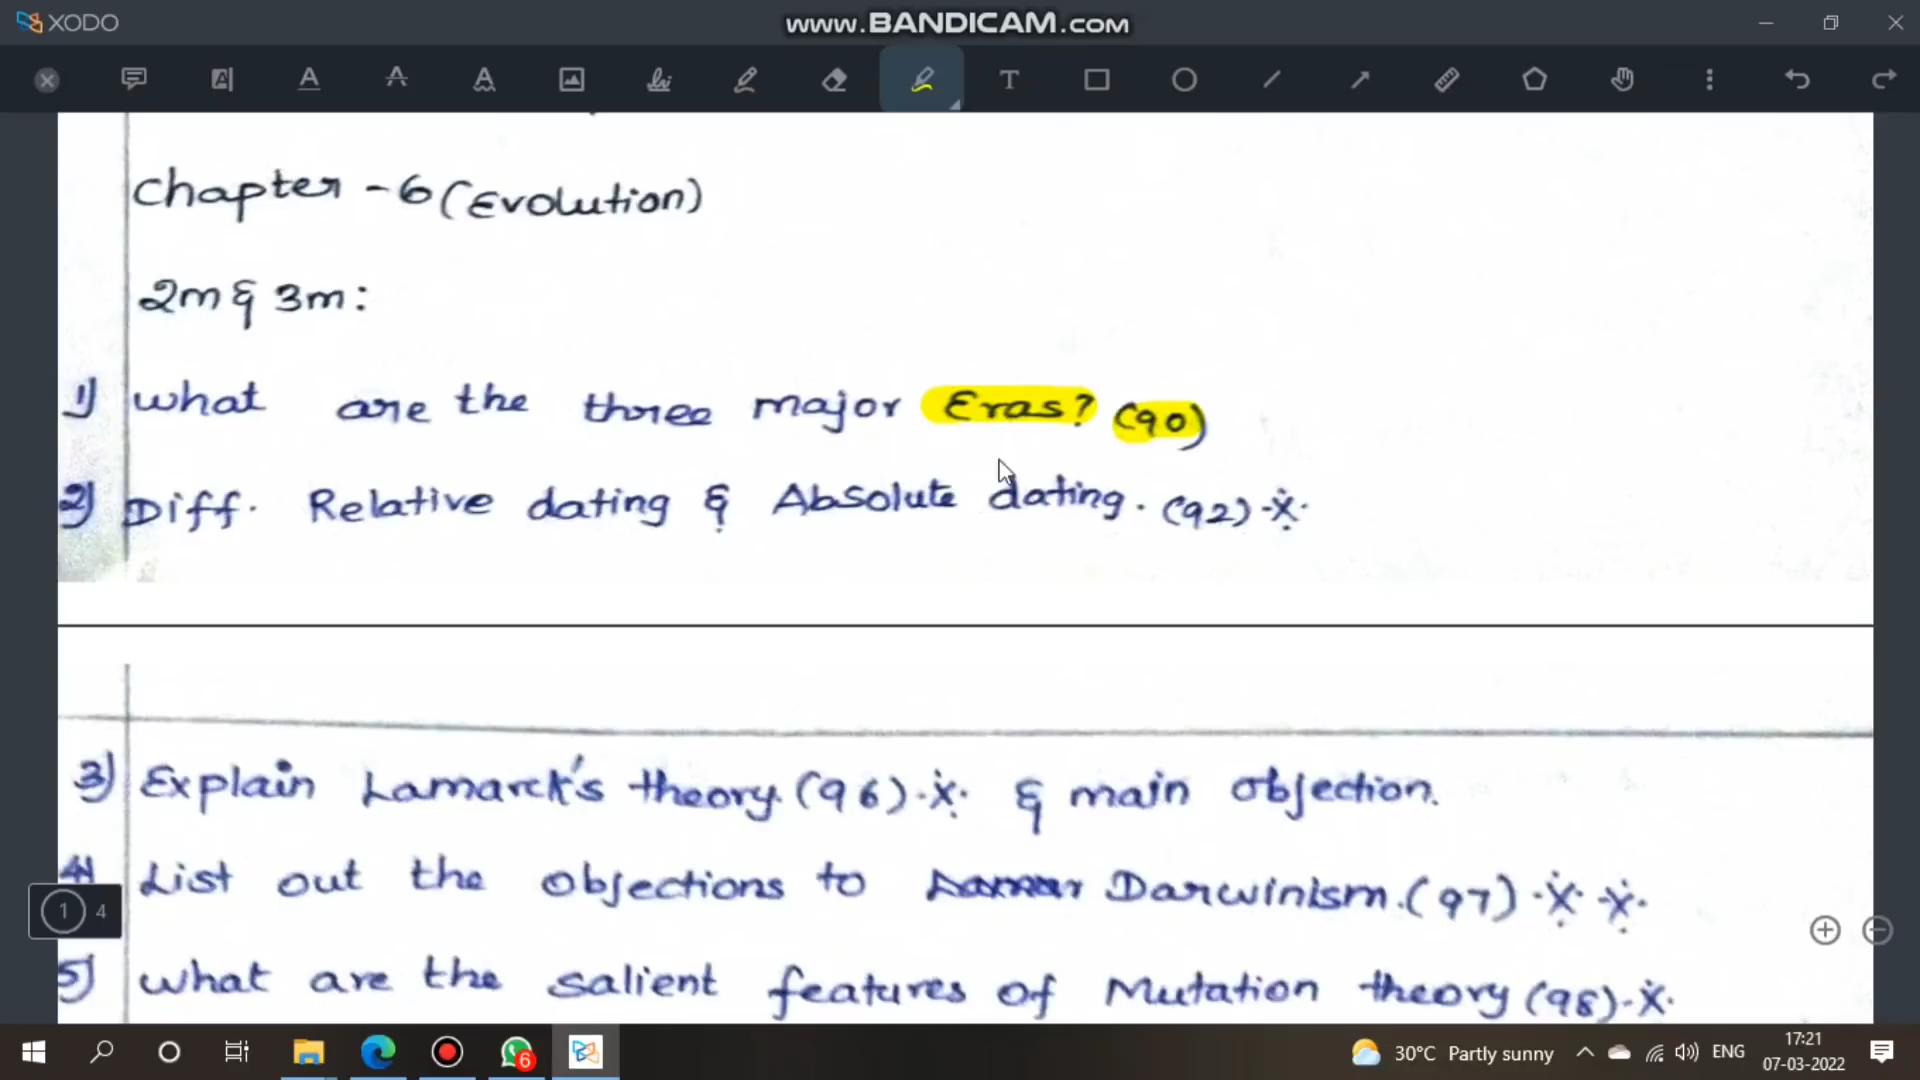 XODO
www.BANDICAM.com
Chapter - 6 (Evolution)
2m & 3m:
1) What are the three major Eras? (90)
2) Diff. Relative dating & Absolute dating. (92) ※
3) Explain Lamarck's theory. (96) ※ & main objection.
4) List out the objections to Darwinism. (97) ※ ※
5) What are the salient features of Mutation theory (98) ※
1 4
6
30°C Partly sunny
ENG
17:21
07-03-2022